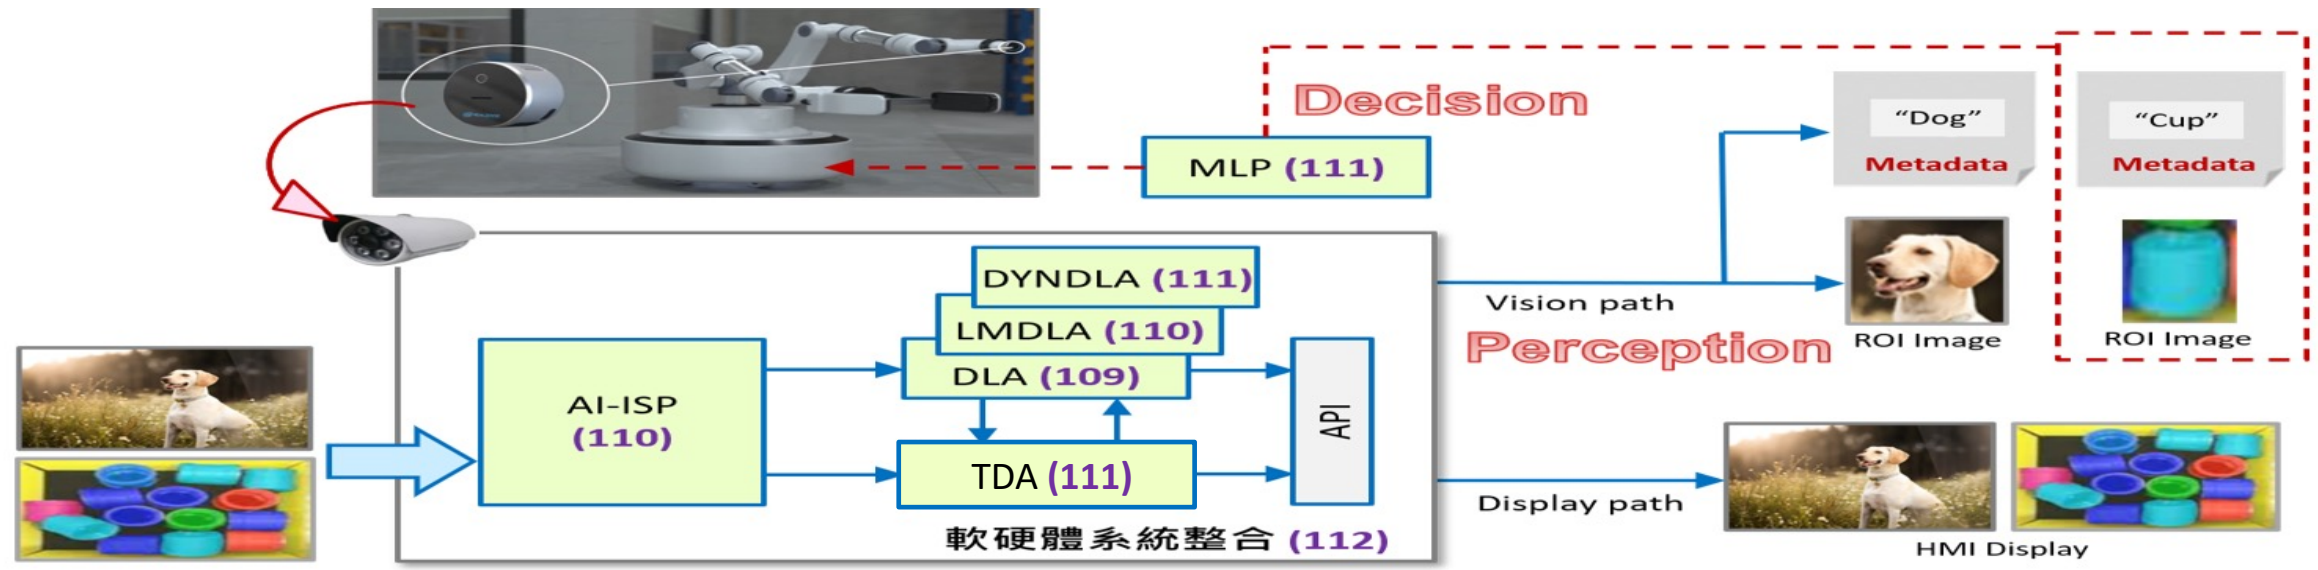 Decision
MLP (111)
“Dog”
Metadata
“Cup”
Metadata
DYNDLA (111)
LMDLA (110)
DLA (109)
AI-ISP
(110)
TDA (111)
API
軟硬體系統整合 (112)
Vision path
Perception
ROI Image
ROI Image
Display path
HMI Display